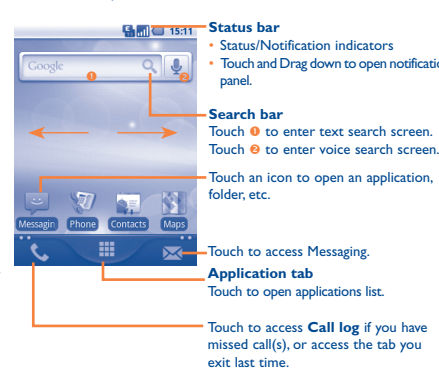 15:11
Google
1
2
Messagin
Phone
Contacts
Maps
Status bar
• Status/Notification indicators
• Touch and Drag down to open notificatio
panel.
Search bar
Touch ❶ to enter text search screen.
Touch ❷ to enter voice search screen.
Touch an icon to open an application,
folder, etc.
Touch to access Messaging.
Application tab
Touch to open applications list.
Touch to access Call log if you have
missed call(s), or access the tab you
exit last time.